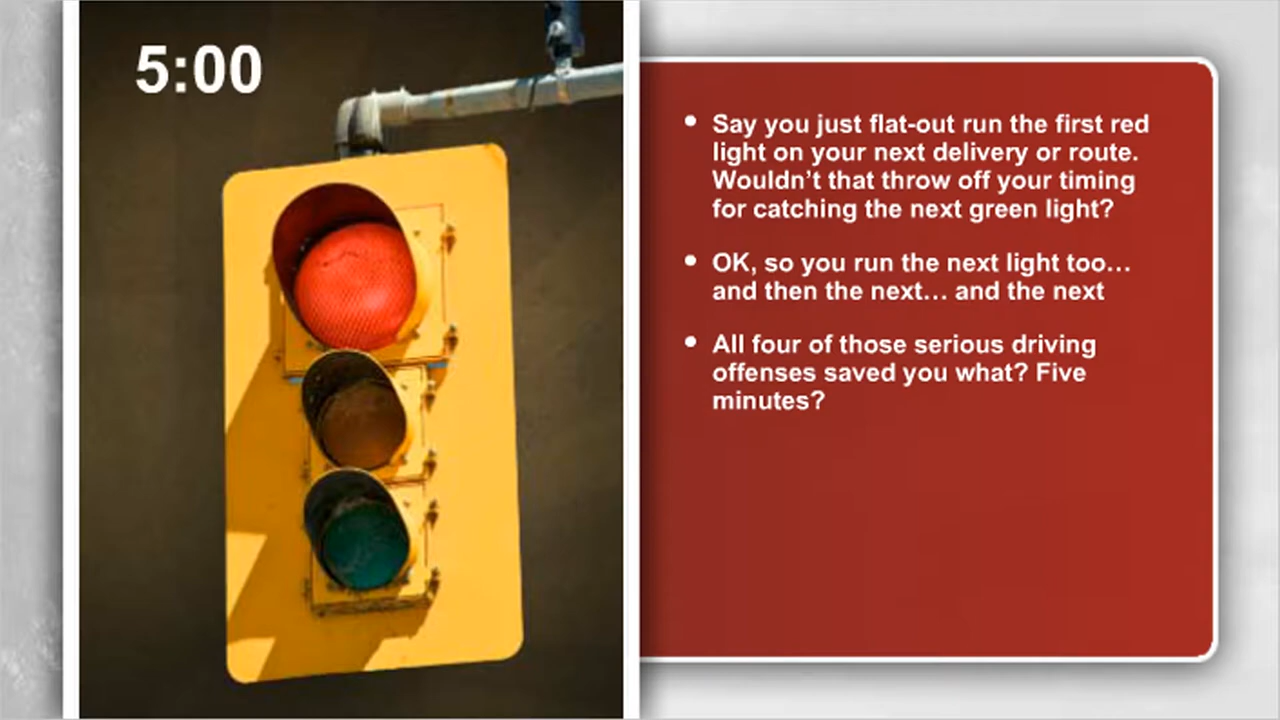 5:00
• Say you just flat-out run the first red
light on your next delivery or route.
Wouldn’t that throw off your timing
for catching the next green light?
• OK, so you run the next light too…
and then the next… and the next
• All four of those serious driving
offenses saved you what? Five
minutes?